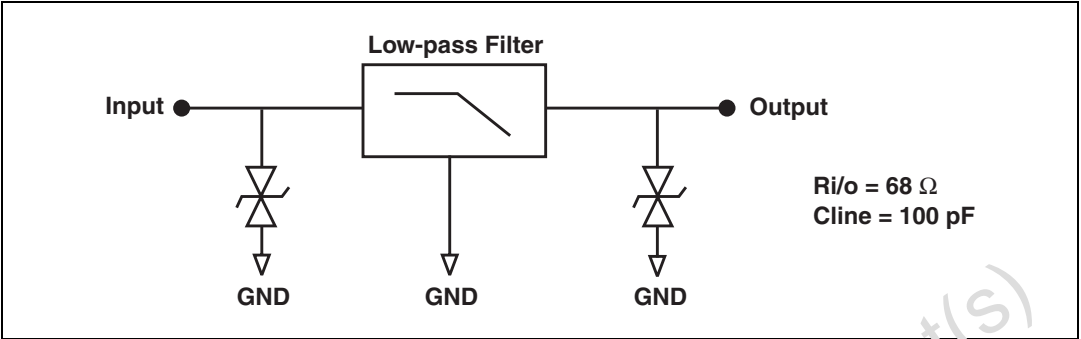 Low-pass Filter
Input
Output
Ri/o = 68 Ω
Cline = 100 pF
GND
GND
GND
t(s)